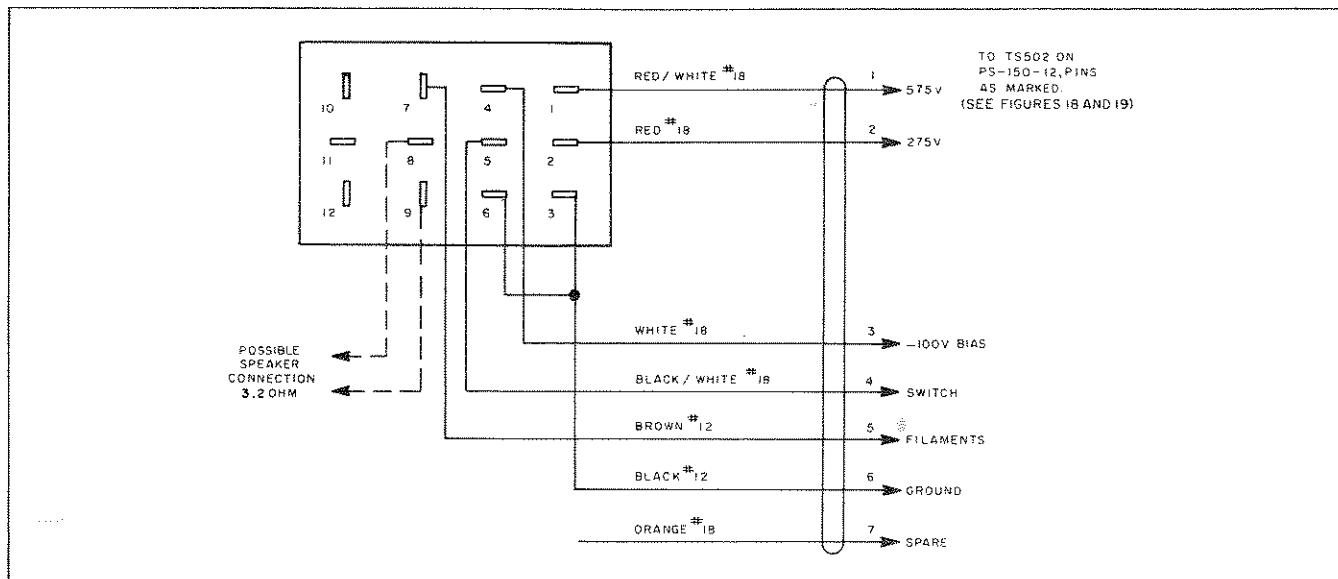 TO TS502 ON
PS-150-12, PINS
AS MARKED.
(SEE FIGURES 18 AND 19)
10
7
4
1
11
8
5
2
12
9
6
3
RED/WHITE #18
1
575V
RED #18
2
275V
WHITE #18
3
-100V BIAS
BLACK/WHITE #18
4
SWITCH
BROWN #12
5
FILAMENTS
BLACK #12
6
GROUND
ORANGE #18
7
SPARE
POSSIBLE
SPEAKER
CONNECTION
3.2 OHM